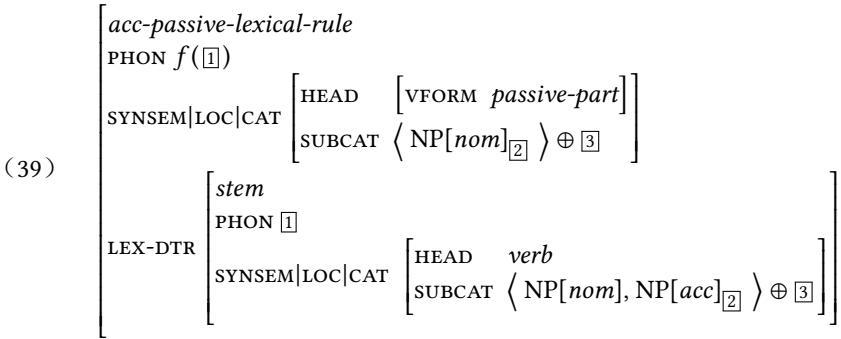 acc-passive-lexical-rule
PHON f(1)
SYNSEM|LOC|CAT [HEAD [VFORM passive-part]
SUBCAT ⟨ NP[nom]2 ⟩ ⊕ 3]
（39）
LEX-DTR [stem
PHON 1
SYNSEM|LOC|CAT [HEAD verb
SUBCAT ⟨ NP[nom], NP[acc]2 ⟩ ⊕ 3]]